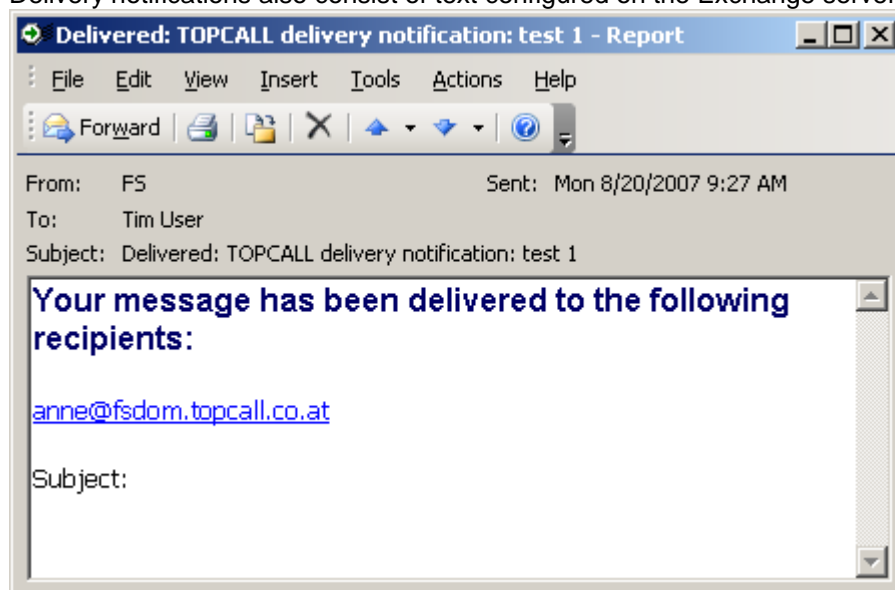 Delivery notifications also consist of text configured on the Exchange server
Delivered: TOPCALL delivery notification: test 1 - Report
File Edit View Insert Tools Actions Help
Forward
From: FS Sent: Mon 8/20/2007 9:27 AM
To: Tim User
Subject: Delivered: TOPCALL delivery notification: test 1
Your message has been delivered to the following
recipients:
anne@fsdom.topcall.co.at
Subject: